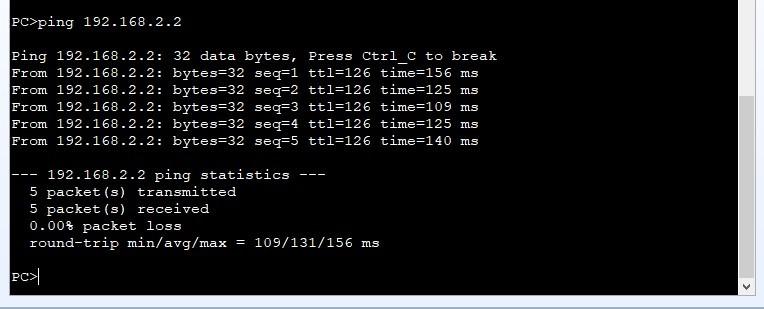 PC>ping 192.168.2.2
Ping 192.168.2.2: 32 data bytes, Press Ctrl_C to break
From 192.168.2.2: bytes=32 seq=1 ttl=126 time=156 ms
From 192.168.2.2: bytes=32 seq=2 ttl=126 time=125 ms
From 192.168.2.2: bytes=32 seq=3 ttl=126 time=109 ms
From 192.168.2.2: bytes=32 seq=4 ttl=126 time=125 ms
From 192.168.2.2: bytes=32 seq=5 ttl=126 time=140 ms
--- 192.168.2.2 ping statistics ---
5 packet(s) transmitted
5 packet(s) received
0.00% packet loss
round-trip min/avg/max = 109/131/156 ms
PC>